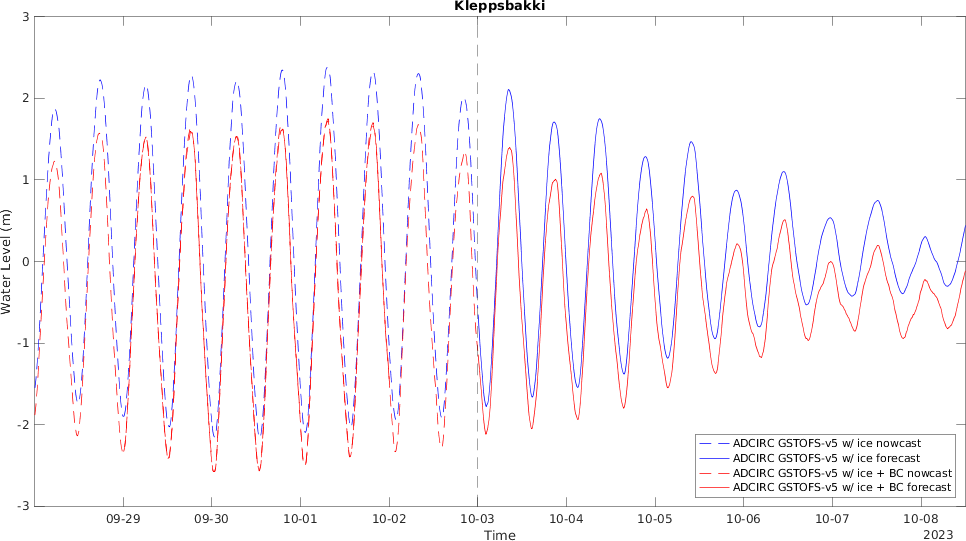 Kleppsbakki
Water Level (m)
3
2
1
0
-1
-2
-3
ADCIRC GSTOFS-v5 w/ ice nowcast
ADCIRC GSTOFS-v5 w/ ice forecast
ADCIRC GSTOFS-v5 w/ ice + BC nowcast
ADCIRC GSTOFS-v5 w/ ice + BC forecast
09-29 09-30 10-01 10-02 10-03 10-04 10-05 10-06 10-07 10-08
Time
2023